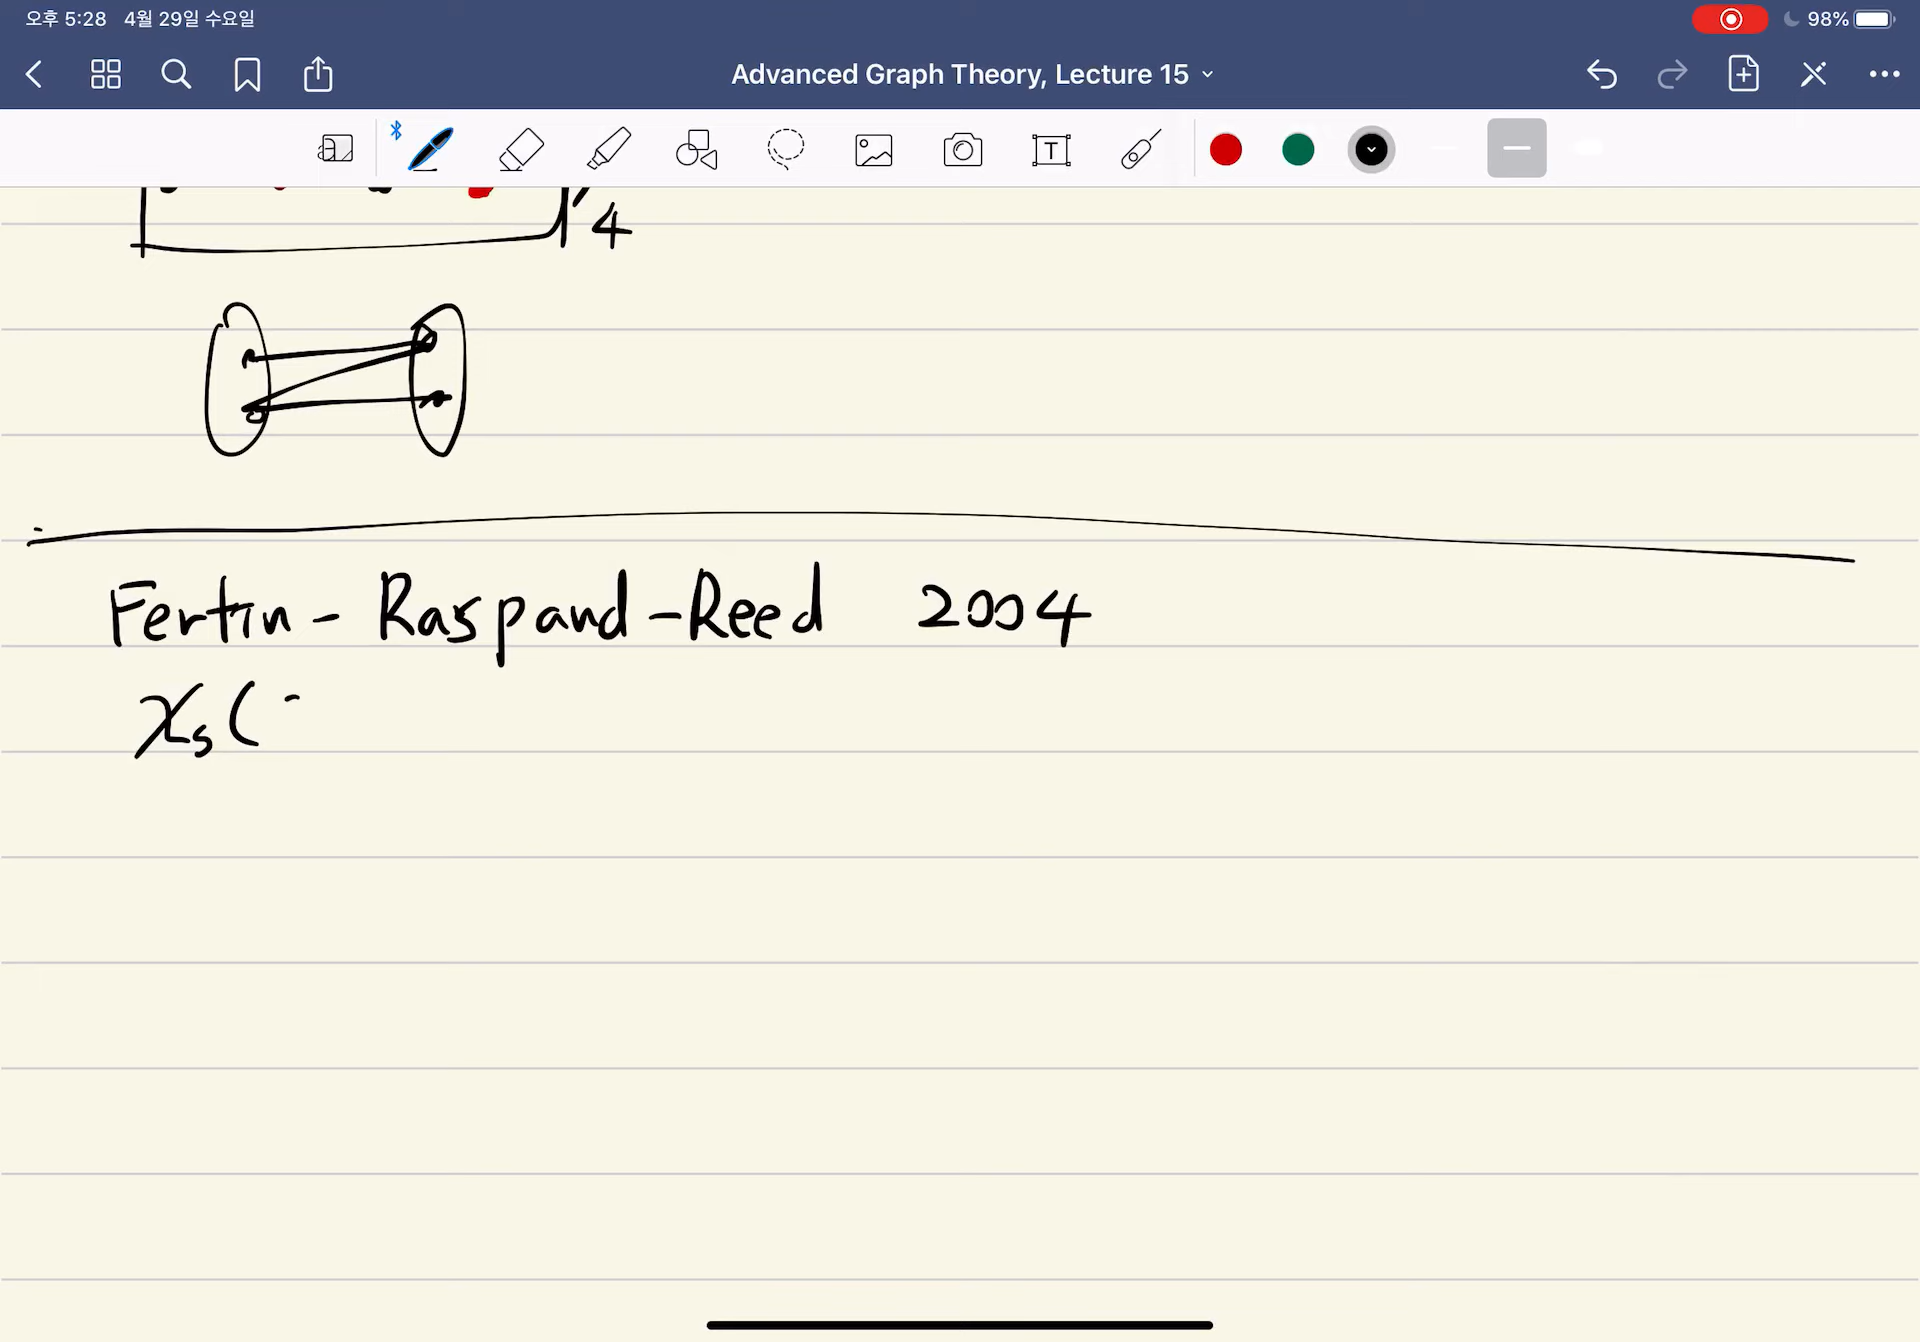 오후 5:28 4월 29일 수요일
98%
Advanced Graph Theory, Lecture 15
a
T
4
Fertin - Raspand - Reed 2004
χs(